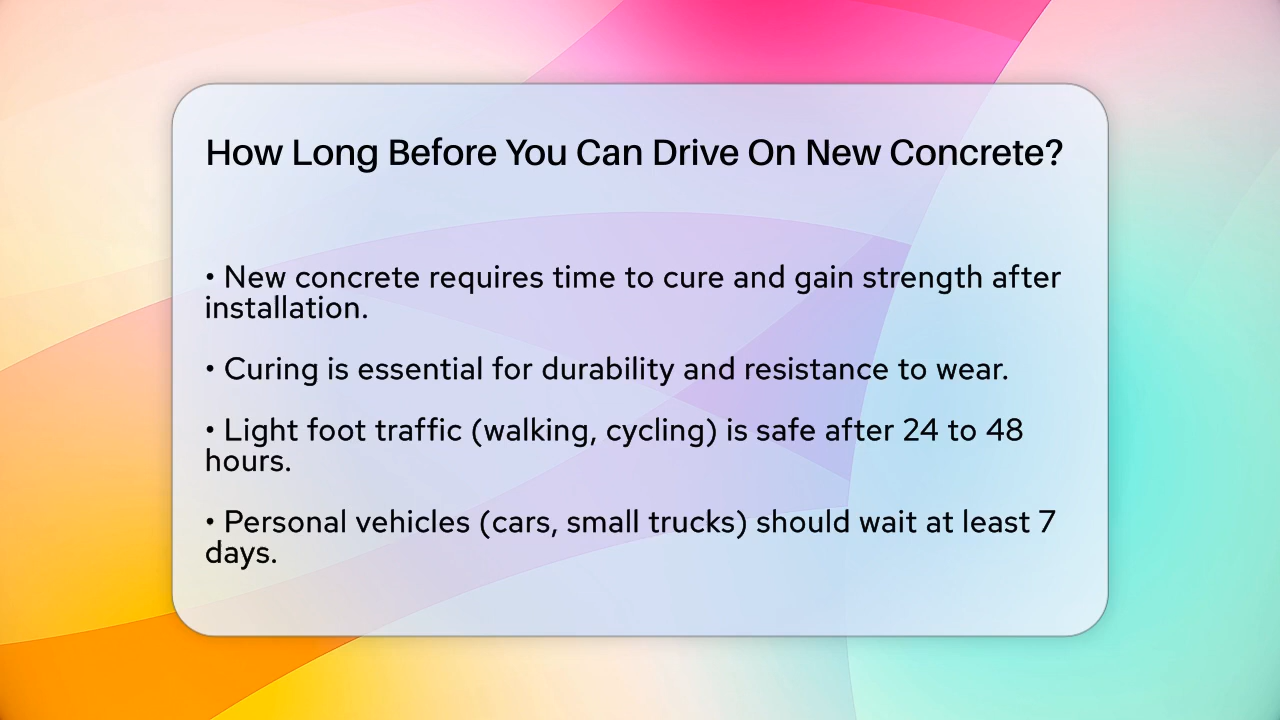 How Long Before You Can Drive On New Concrete?
• New concrete requires time to cure and gain strength after
installation.
• Curing is essential for durability and resistance to wear.
• Light foot traffic (walking, cycling) is safe after 24 to 48
hours.
• Personal vehicles (cars, small trucks) should wait at least 7
days.